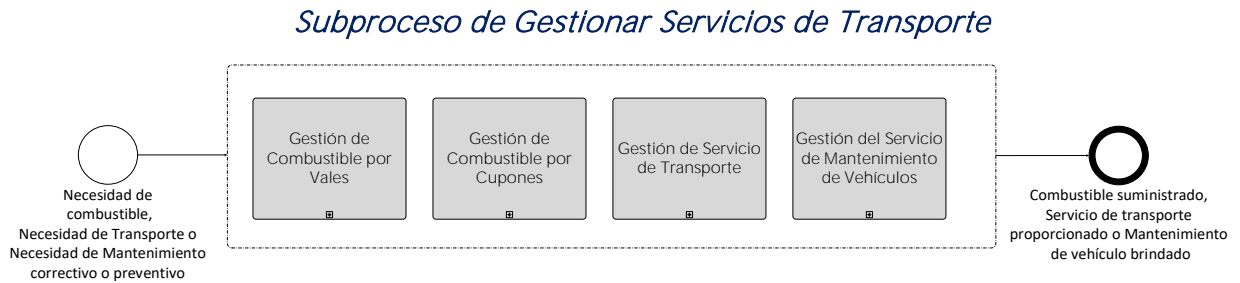 Subproceso de Gestionar Servicios de Transporte
Gestión de
Combustible por
Vales
Gestión de
Combustible por
Cupones
Gestión de Servicio
de Transporte
Gestión del Servicio
de Mantenimiento
de Vehículos
Necesidad de
combustible,
Necesidad de Transporte o
Necesidad de Mantenimiento
correctivo o preventivo
Combustible suministrado,
Servicio de transporte
proporcionado o Mantenimiento
de vehículo brindado